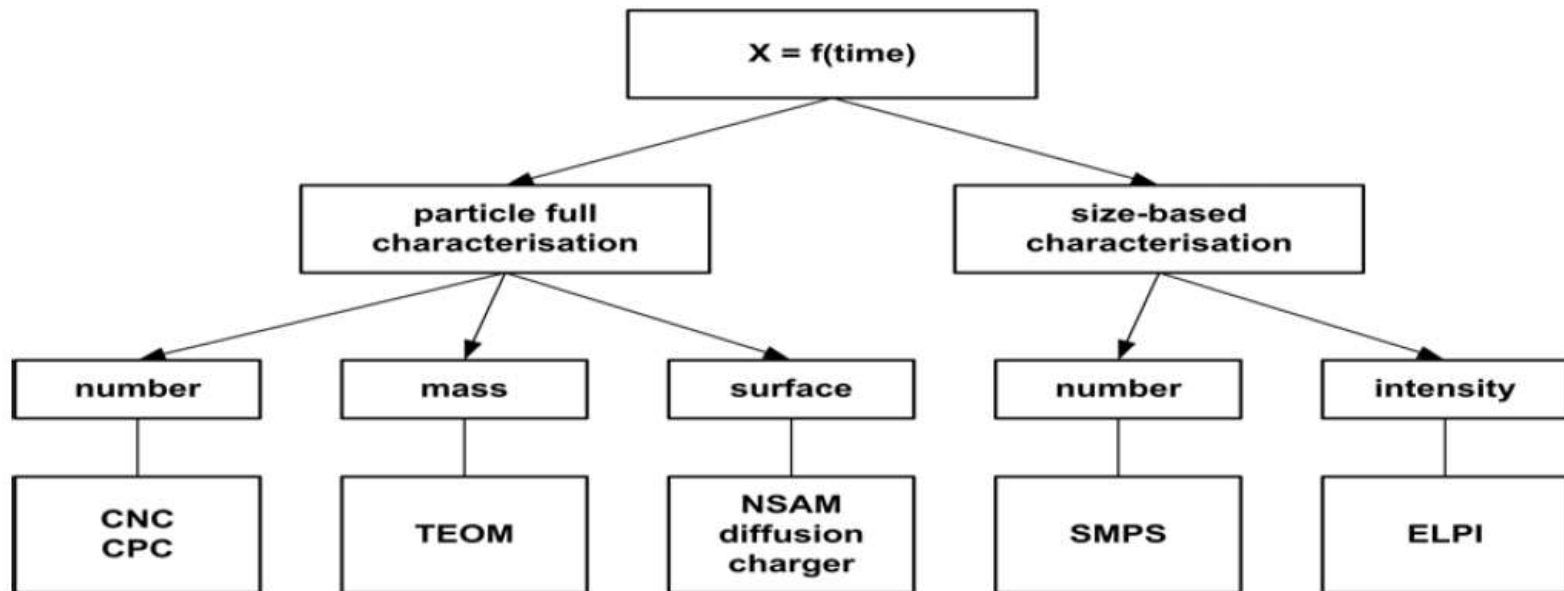 X = f(time)
particle full
characterisation
size-based
characterisation
number
mass
surface
number
intensity
CNC
CPC
TEOM
NSAM
diffusion
charger
SMPS
ELPI